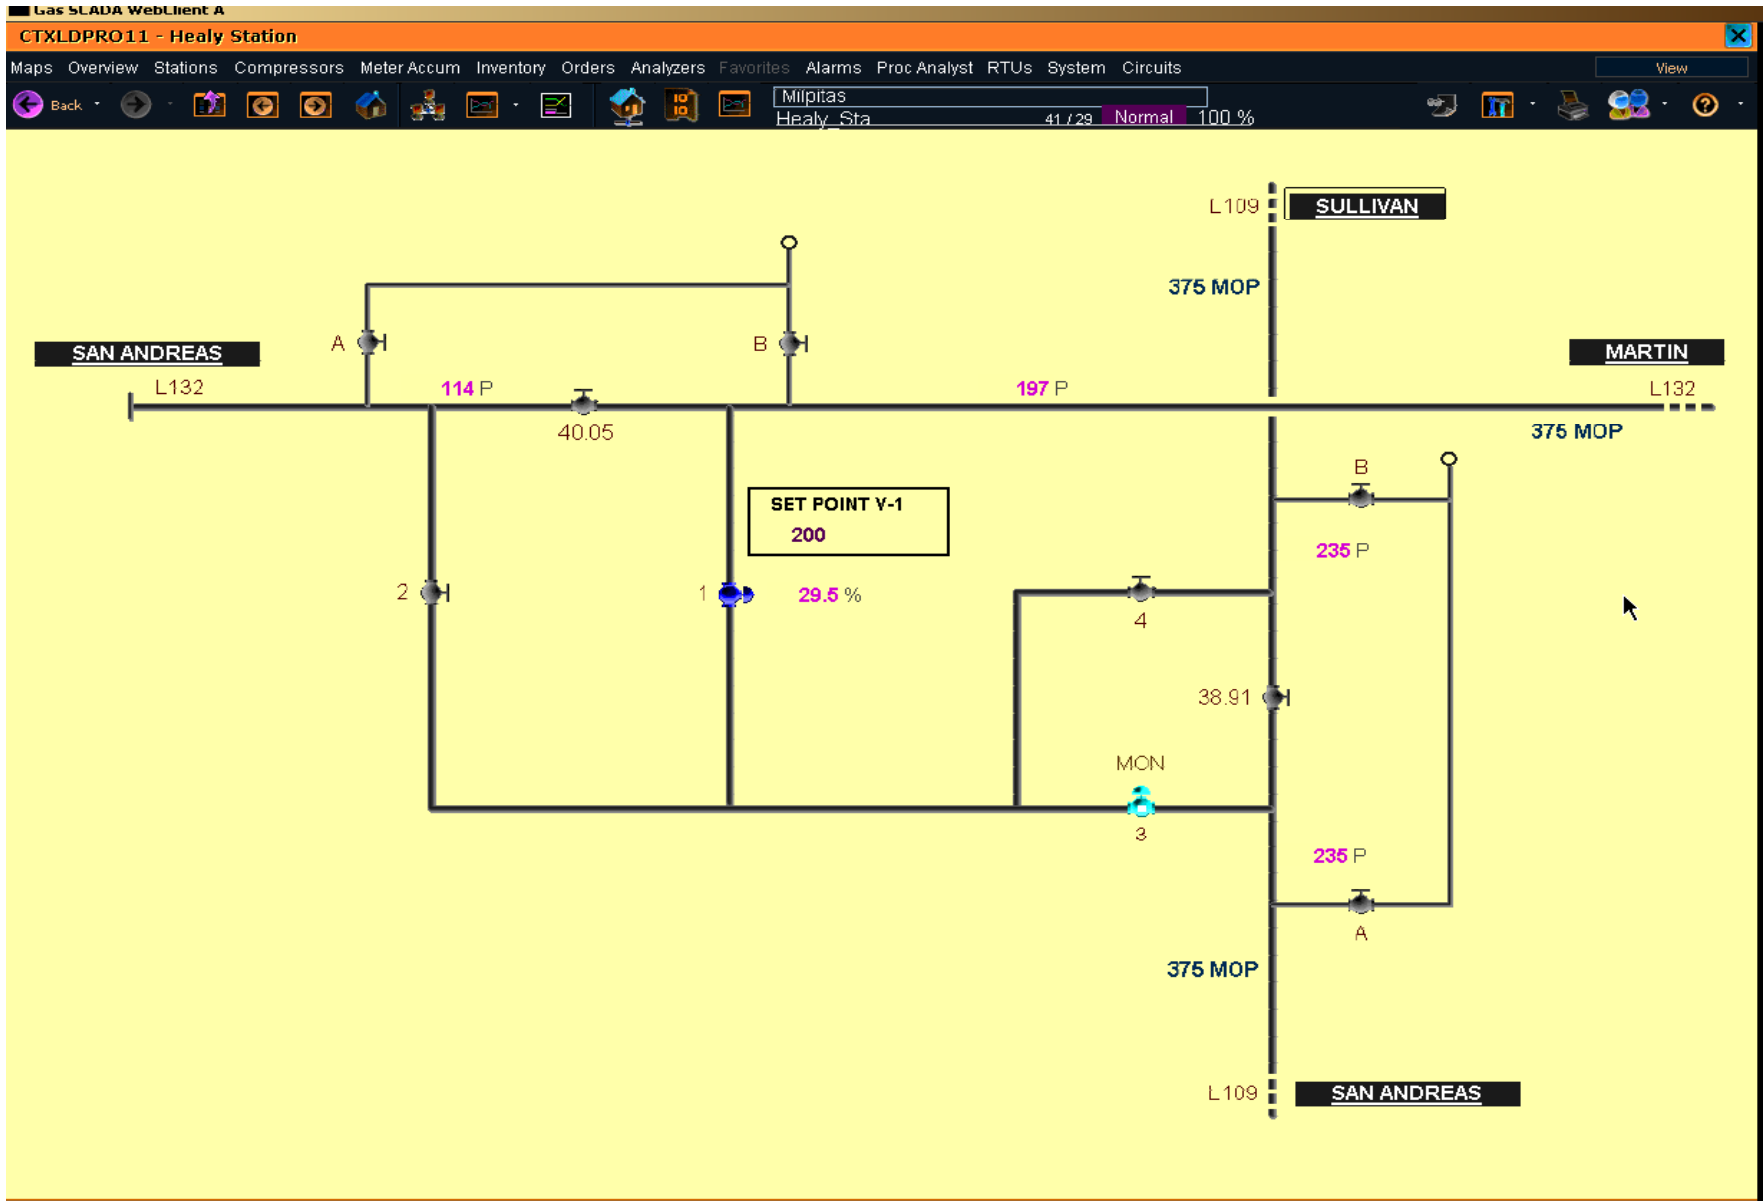 Gas SCADA WebClient A
CTXLDPRO11 - Healy Station
Maps Overview Stations Compressors Meter Accum Inventory Orders Analyzers Favorites Alarms Proc Analyst RTUs System Circuits View
Back Milpitas
Healy_Sta 41 / 29 Normal 100 %
L109 SULLIVAN
375 MOP
A B
SAN ANDREAS MARTIN
L132 114 P 197 P L132
40.05 375 MOP
B
SET POINT V-1
200
235 P
2 1 29.5 %
4
38.91
MON
3
235 P
A
375 MOP
L109 SAN ANDREAS